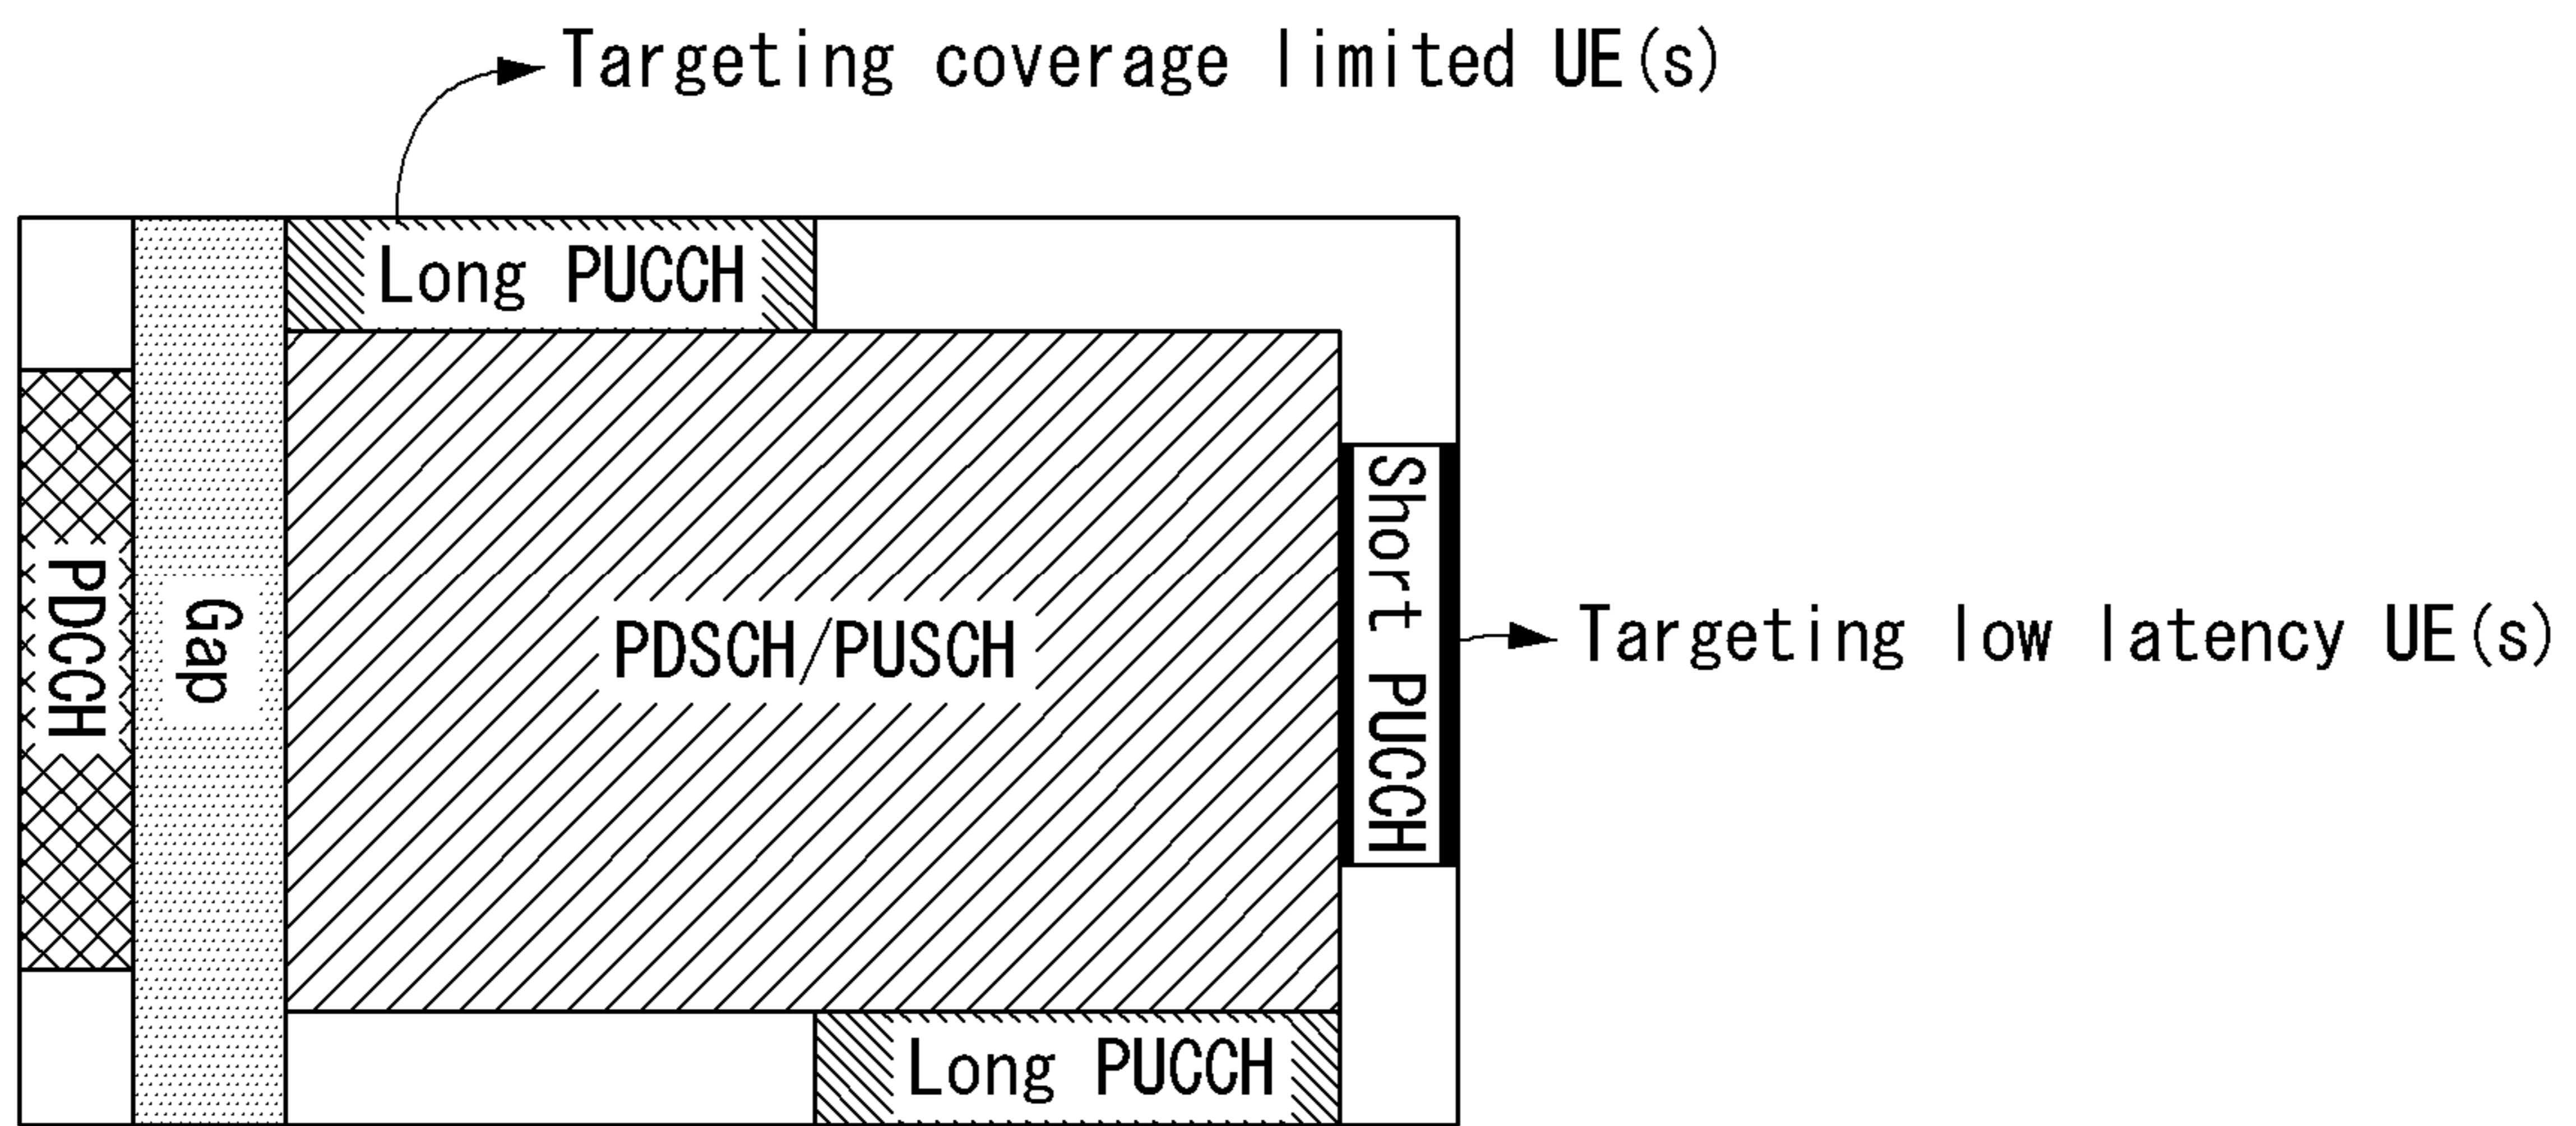 Targeting coverage limited UE(s)
Long PUCCH
PDCCH
Gap
PDSCH/PUSCH
Short PUCCH
Targeting low latency UE(s)
Long PUCCH